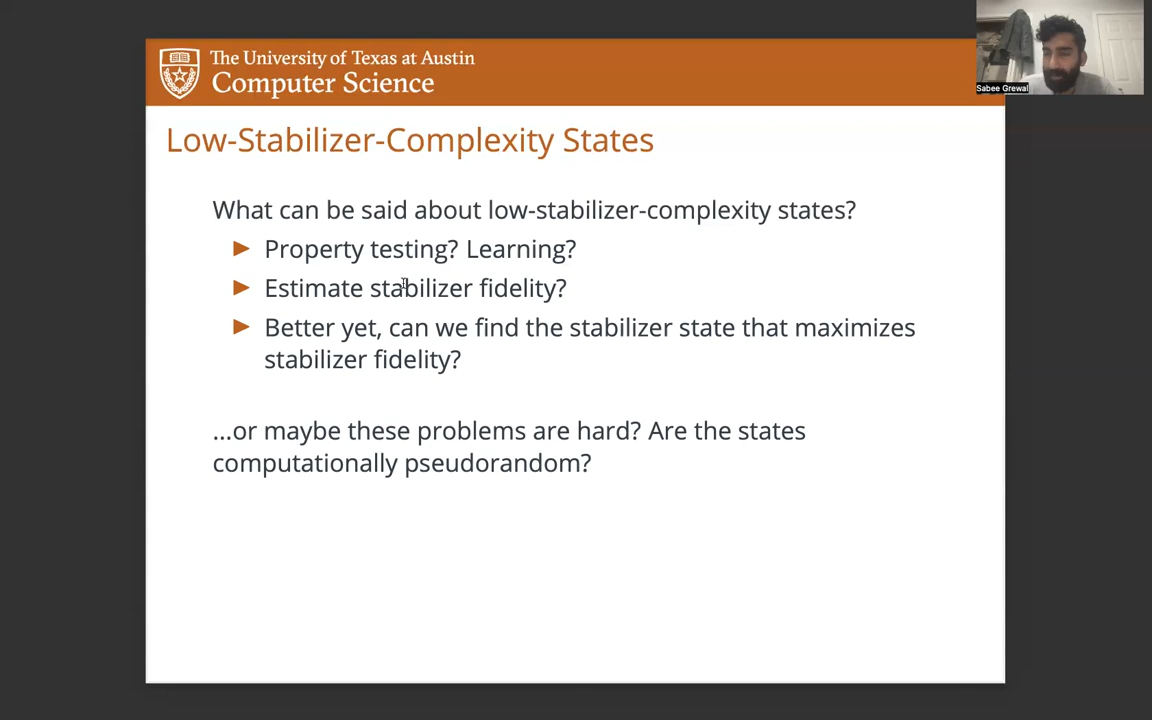 The University of Texas at Austin
Computer Science
Sabee Grewal
Low-Stabilizer-Complexity States
What can be said about low-stabilizer-complexity states?
Property testing? Learning?
Estimate stabilizer fidelity?
Better yet, can we find the stabilizer state that maximizes
stabilizer fidelity?
...or maybe these problems are hard? Are the states
computationally pseudorandom?